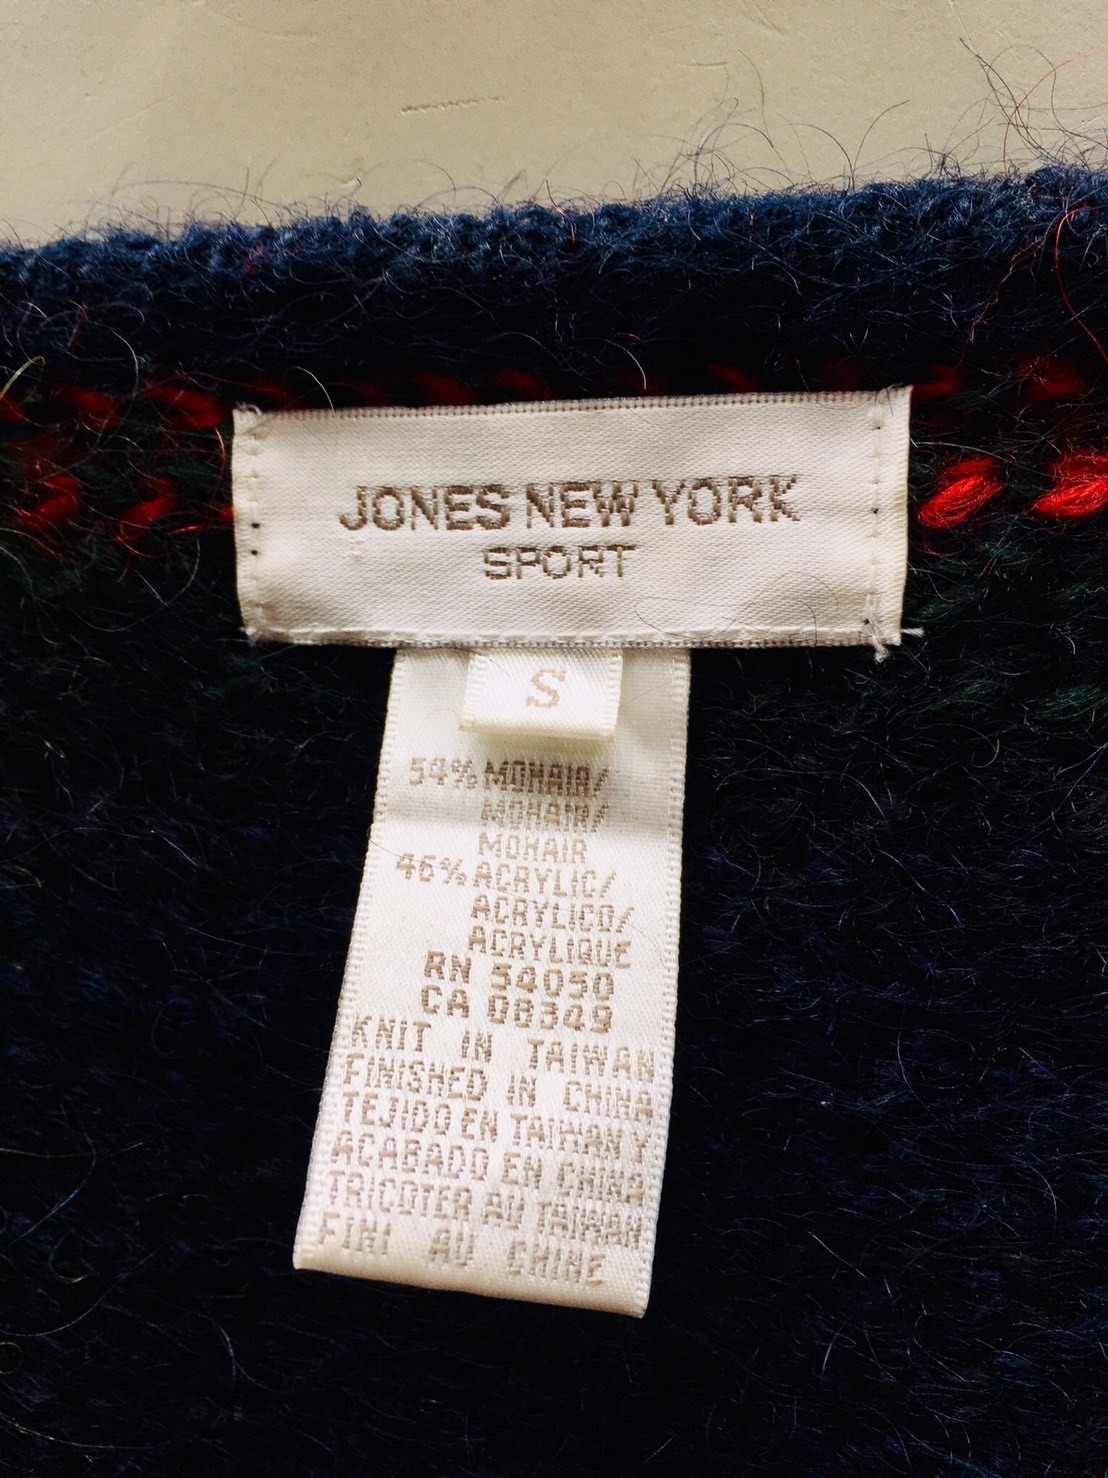 JONES NEW YORK
SPORT
S
54% MOHAIR/
MOHAIR/
MOHAIR
46% ACRYLIC/
ACRYLICO/
ACRYLIQUE
RN 54050
CA 08349
KNIT IN TAIWAN
FINISHED IN CHINA
TEJIDO EN TAIWAN Y
ACABADO EN CHINA
TRICOTER AU TAIWAN
FINI AU CHINE